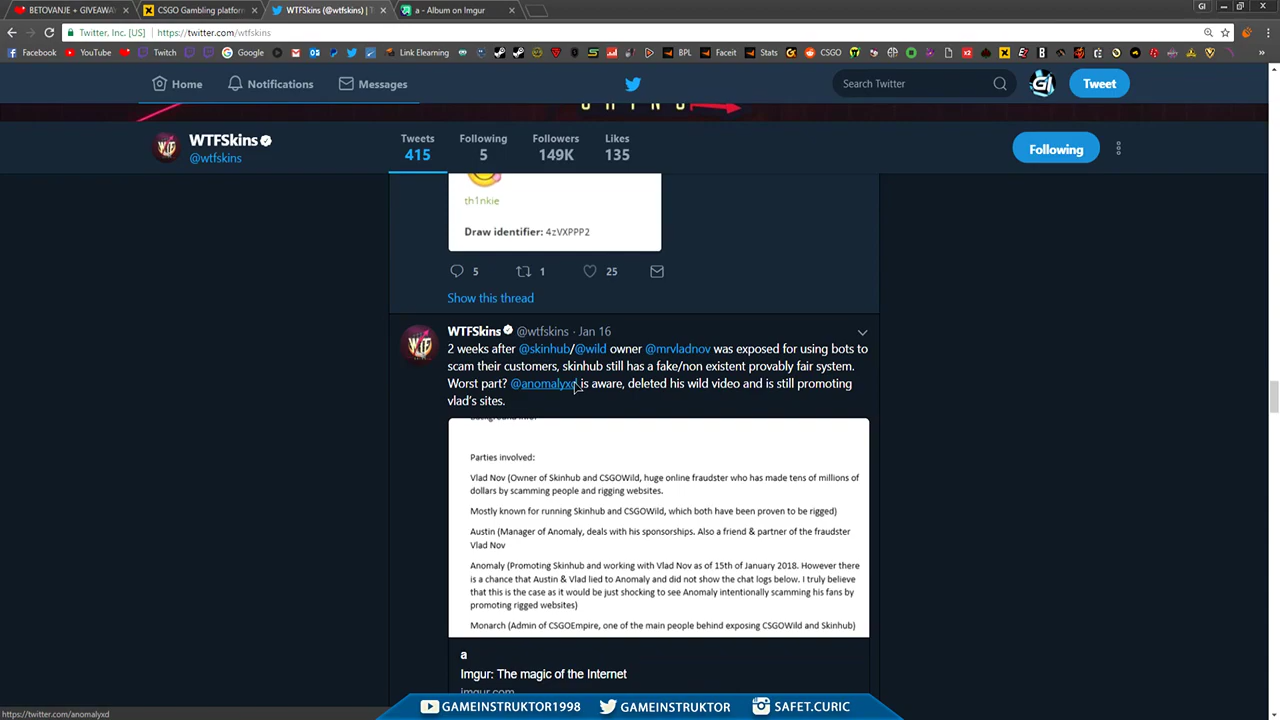 BETOVANJE + GIVEAWA
CSGO Gambling platform
WTFSkins (@wtfskins) | T
a - Album on Imgur
GI
Twitter, Inc. [US] https://twitter.com/wtfskins
Facebook YouTube Twitch Google Link Elearning BPL Faceit Stats CSGO
Home Notifications Messages Search Twitter Tweet
WTFSkins
@wtfskins
Tweets Following Followers Likes
415 5 149K 135
Following
th1nkie
Draw identifier: 4zVXPPP2
5 1 25
Show this thread
WTFSkins @wtfskins · Jan 16
2 weeks after @skinhub/@wild owner @mrvladnov was exposed for using bots to
scam their customers, skinhub still has a fake/non existent provably fair system.
Worst part? @anomalyxd is aware, deleted his wild video and is still promoting
vlad's sites.
Background info:
Parties involved:
Vlad Nov (Owner of Skinhub and CSGOWild, huge online fraudster who has made tens of millions of
dollars by scamming people and rigging websites.
Mostly known for running Skinhub and CSGOWild, which both have been proven to be rigged)
Austin (Manager of Anomaly, deals with his sponsorships. Also a friend & partner of the fraudster
Vlad Nov
Anomaly (Promoting Skinhub and working with Vlad Nov as of 15th of January 2018. However there
is a chance that Austin & Vlad lied to Anomaly and did not show the chat logs below. I truly believe
that this is the case as it would be just shocking to see Anomaly intentionally scamming his fans by
promoting rigged websites)
Monarch (Admin of CSGOEmpire, one of the main people behind exposing CSGOWild and Skinhub)
a
Imgur: The magic of the Internet
imgur.com
https://twitter.com/anomalyxd
GAMEINSTRUKTOR1998 GAMEINSTRUKTOR SAFET.CURIC